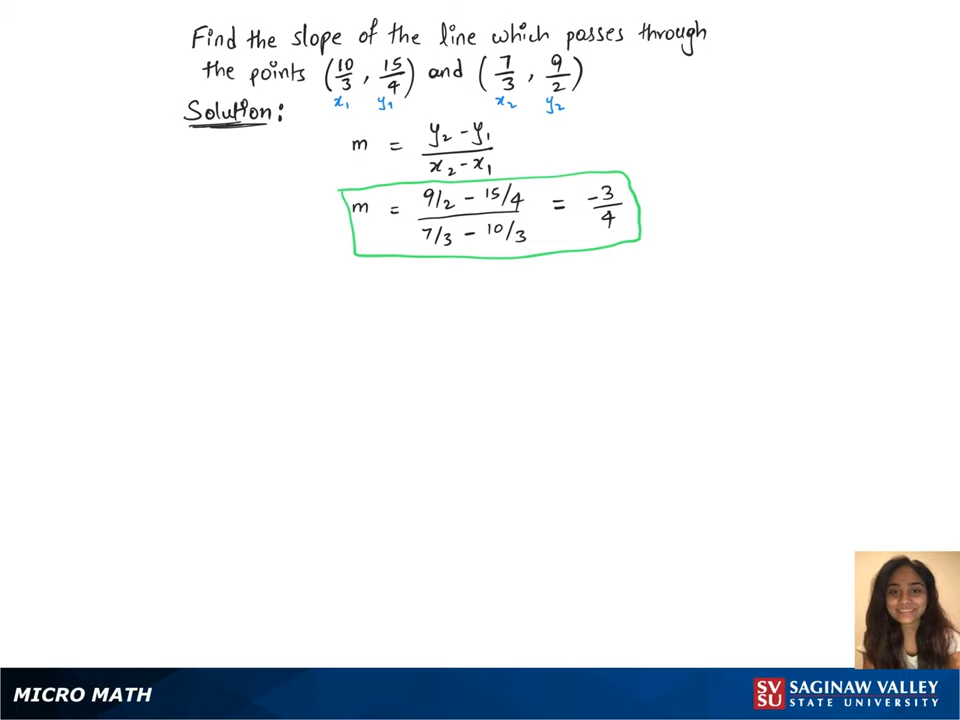 Find the slope of the line which passes through
the points (10/3, 15/4) and (7/3, 9/2)
x₁ y₁ x₂ y₂
Solution:
m = y₂ - y₁ / x₂ - x₁
m = 9/2 - 15/4 / 7/3 - 10/3 = -3/4
MICRO MATH
SV SU SAGINAW VALLEY
STATE UNIVERSITY